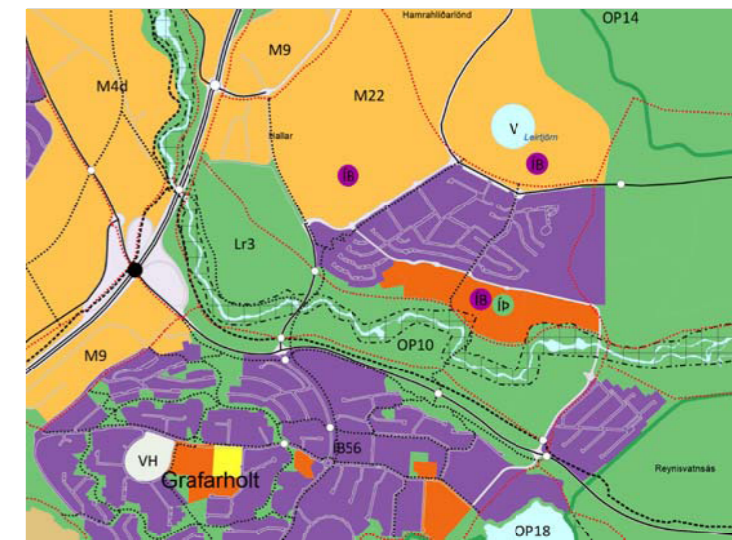 Hamrahlíðarlönd
OP14
M9
M4d
M22
V
Leirtjörn
Hallar
ÍB
ÍB
Lr3
ÍB
ÍÞ
OP10
M9
ÍB56
VH
Grafarholt
Reynisvatnsás
OP18